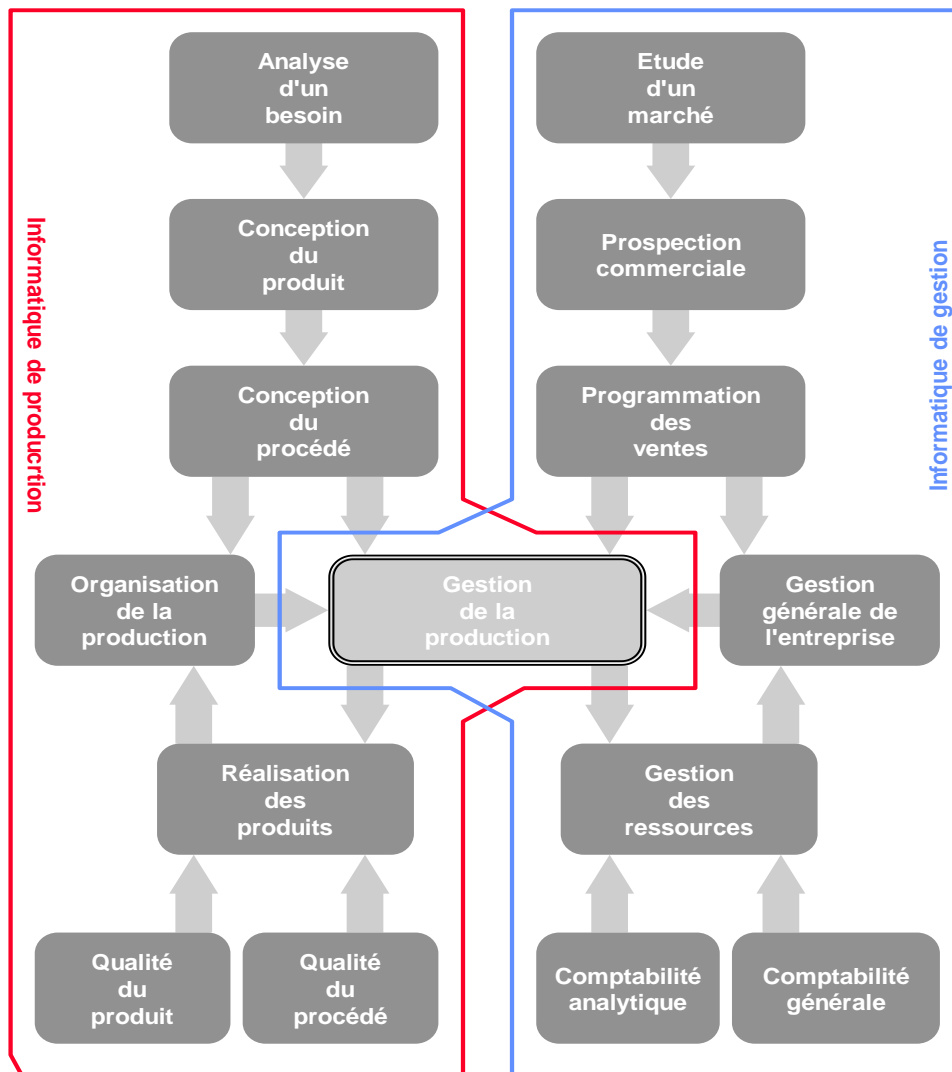 Analyse
d'un
besoin
Etude
d'un
marché
Informatique de producrtion
Conception
du
produit
Prospection
commerciale
Informatique de gestion
Conception
du
procédé
Programmation
des
ventes
Organisation
de la
production
Gestion
de la
production
Gestion
générale de
l'entreprise
Réalisation
des
produits
Gestion
des
ressources
Qualité
du
produit
Qualité
du
procédé
Comptabilité
analytique
Comptabilité
générale